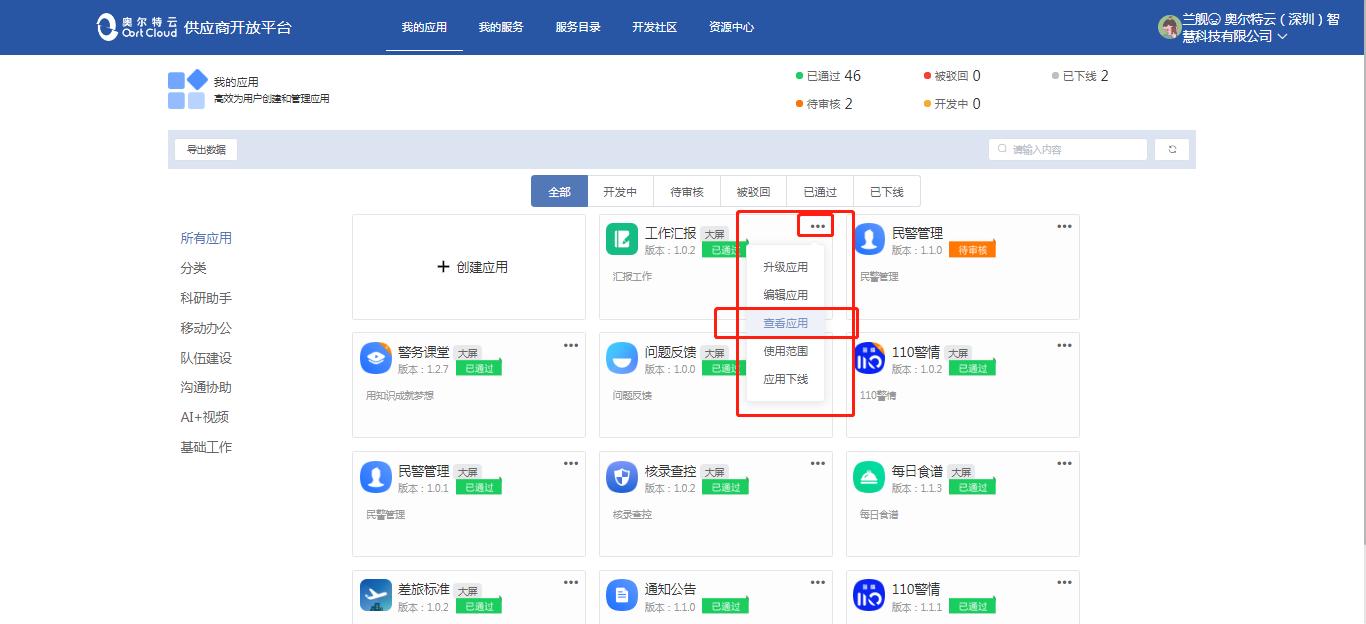 奥尔特云
Oort Cloud
供应商开放平台
我的应用
我的服务
服务目录
开发社区
资源中心
奥尔特云（深圳）智
慧科技有限公司
我的应用
高效为用户创建和管理应用
已通过 46
被驳回 0
已下线 2
待审核 2
开发中 0
导出数据
请输入内容
全部
开发中
待审核
被驳回
已通过
已下线
所有应用
分类
科研助手
移动办公
队伍建设
沟通协助
AI+视频
基础工作
+ 创建应用
工作汇报 大屏
版本：1.0.2 已通过
汇报工作
升级应用
编辑应用
查看应用
使用范围
应用下线
民警管理
版本：1.1.0 待审核
民警管理
警务课堂 大屏
版本：1.2.7 已通过
用知识成就梦想
问题反馈 大屏
版本：1.0.0 已通过
问题反馈
110警情 大屏
版本：1.0.2 已通过
110警情
民警管理 大屏
版本：1.0.1 已通过
民警管理
核录查控 大屏
版本：1.0.2 已通过
核录查控
每日食谱 大屏
版本：1.1.3 已通过
每日食谱
差旅标准 大屏
版本：1.0.2 已通过
通知公告
版本：1.1.0 已通过
110警情
版本：1.1.1 已通过